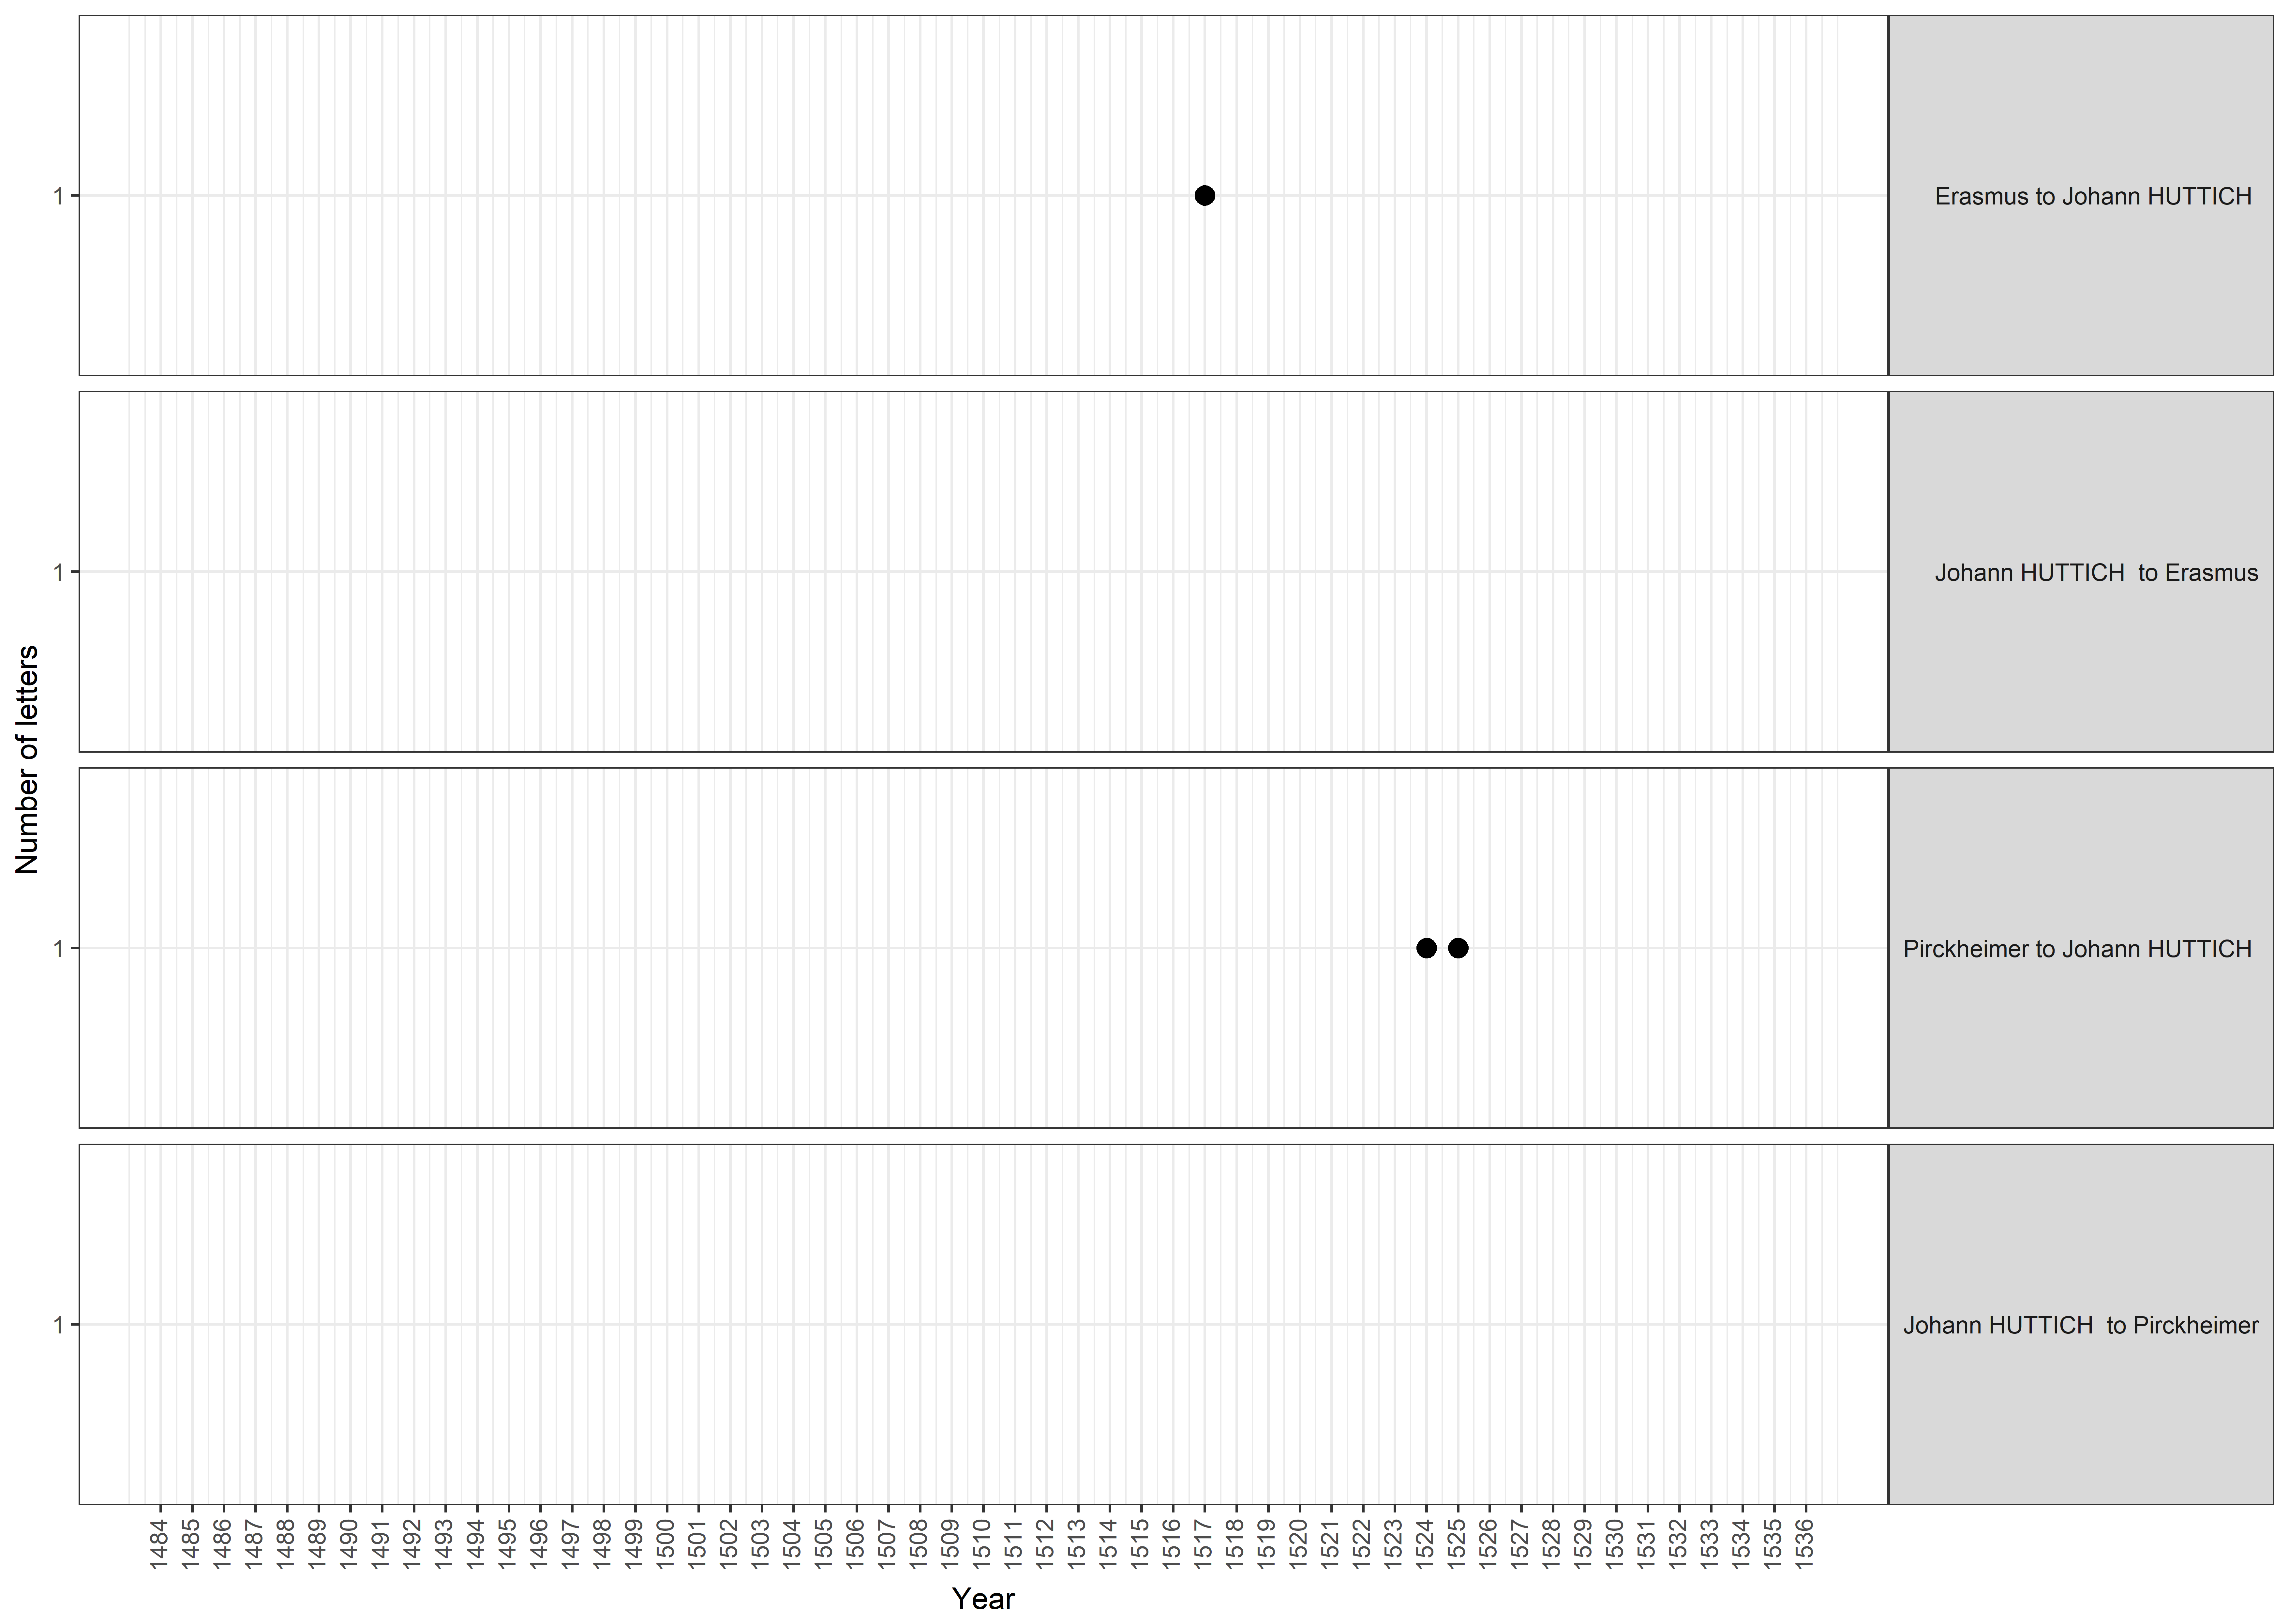 1
Erasmus to Johann HUTTICH
1
Johann HUTTICH  to Erasmus
Number of letters
1
Pirckheimer to Johann HUTTICH
1
Johann HUTTICH  to Pirckheimer
1484 1485 1486 1487 1488 1489 1490 1491 1492 1493 1494 1495 1496 1497 1498 1499 1500 1501 1502 1503 1504 1505 1506 1507 1508 1509 1510 1511 1512 1513 1514 1515 1516 1517 1518 1519 1520 1521 1522 1523 1524 1525 1526 1527 1528 1529 1530 1531 1532 1533 1534 1535 1536
Year